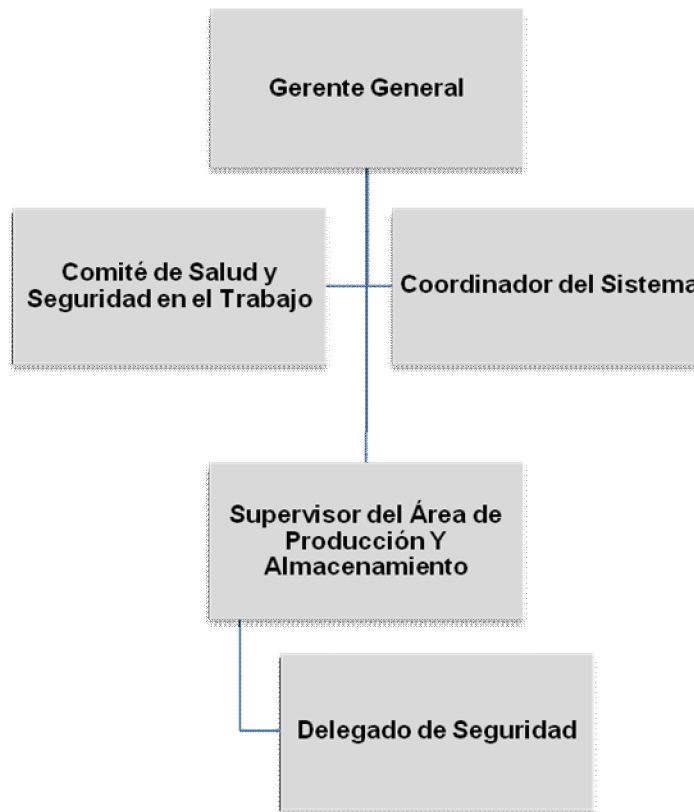 Gerente General
Comité de Salud y
Seguridad en el Trabajo
Coordinador del Sistema
Supervisor del Área de
Producción Y
Almacenamiento
Delegado de Seguridad